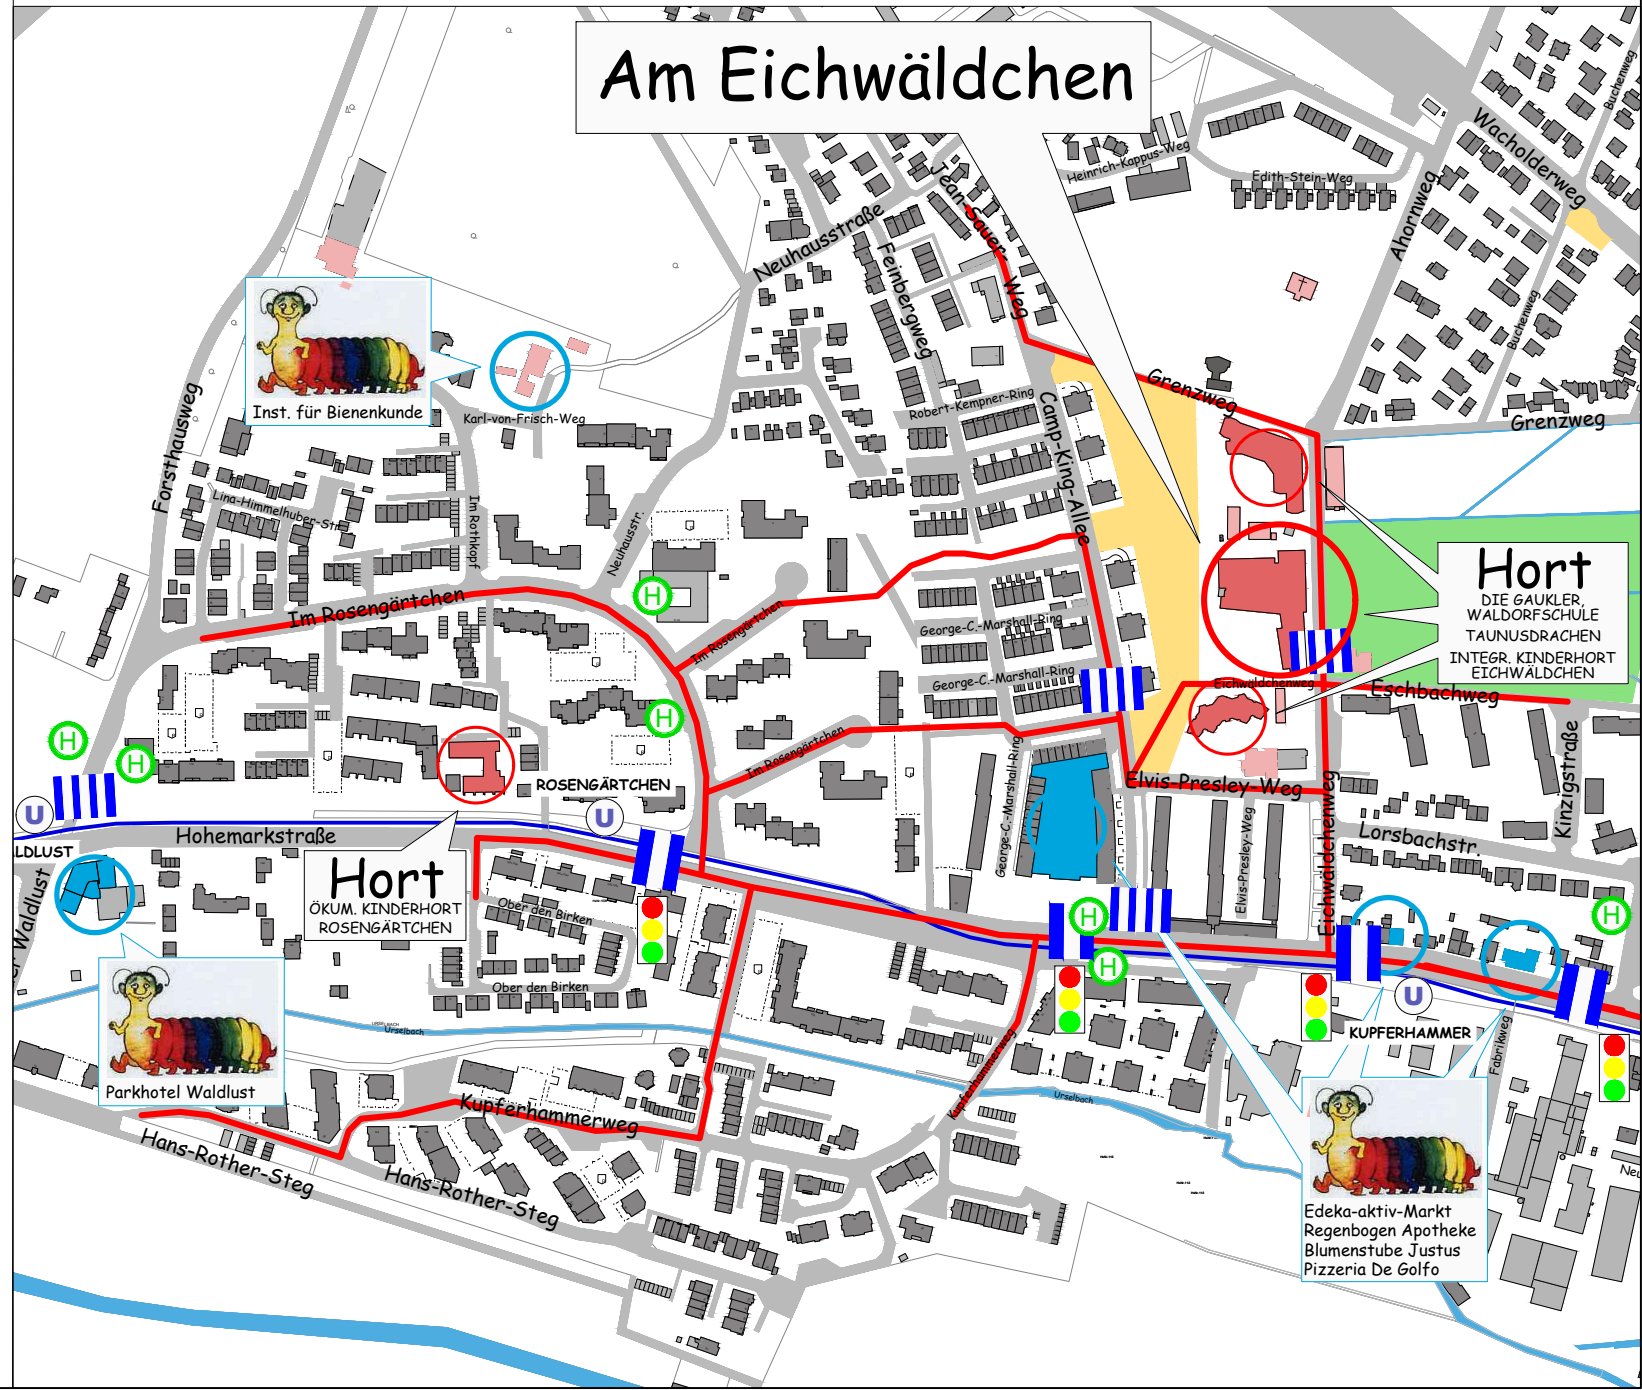 Am Eichwäldchen
Buchenweg
Wacholderweg
Heinrich-Kappus-Weg
Edith-Stein-Weg
Jean-Sauer-Weg
Ahornweg
Neuhausstraße
Feinbergweg
Buchenweg
Inst. für Bienenkunde
Karl-von-Frisch-Weg
Forsthausweg
Grenzweg
Grenzweg
Robert-Kempner-Ring
Camp-King-Allee
Lina-Himmelhuber-Str.
Im Rothkopf
Neuhausstr.
H
Im Rosengärtchen
Im Rosengärtchen
George-C.-Marshall-Ring
George-C.-Marshall-Ring
Hort
DIE GAUKLER,
WALDORFSCHULE
TAUNUSDRACHEN
INTEGR. KINDERHORT
EICHWÄLDCHEN
Eichwäldchenweg
Eschbachweg
H
H
H
Im Rosengärtchen
George-C.-Marshall-Ring
Elvis-Presley-Weg
Elvis-Presley-Weg
Eichwäldchenweg
Kinzigstraße
Lorsbachstr.
ROSENGÄRTCHEN
U
U
Hohemarkstraße
LDLUST
er Waldlust
Hort
ÖKUM. KINDERHORT
ROSENGÄRTCHEN
Ober den Birken
Ober den Birken
H
H
H
U
KUPFERHAMMER
Fabrikweg
Urselbach
Urselbach
Urselbach
Parkhotel Waldlust
Kupferhammerweg
Kupferhammerweg
Hans-Rother-Steg
Hans-Rother-Steg
Edeka-aktiv-Markt
Regenbogen Apotheke
Blumenstube Justus
Pizzeria De Golfo